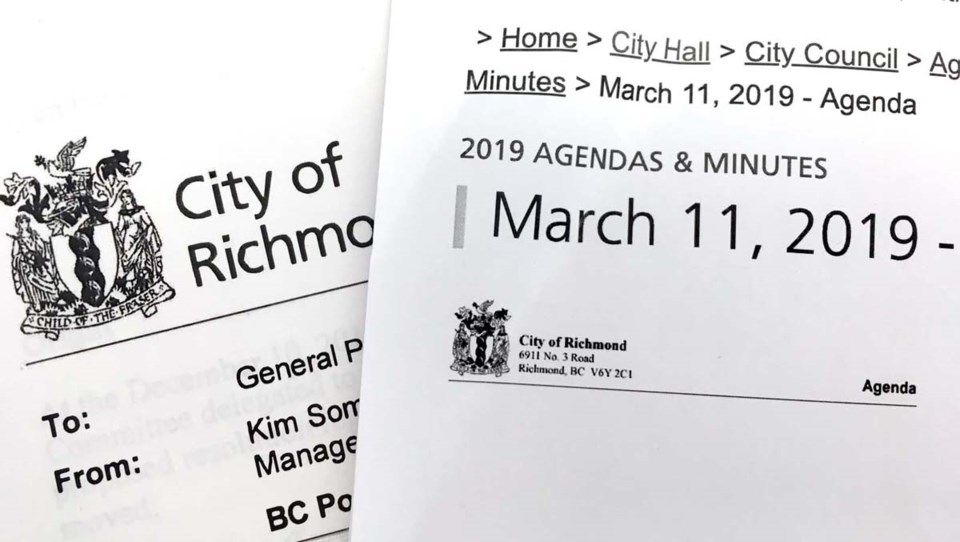 City of
Richmo
CHILD OF THE FRASER
General P
To:
Kim Som
From:
Manage
BC Po
> Home > City Hall > City Council > Ag
Minutes > March 11, 2019 - Agenda
2019 AGENDAS & MINUTES
March 11, 2019 -
City of Richmond
6911 No. 3 Road
Richmond, BC V6Y 2C1
Agenda